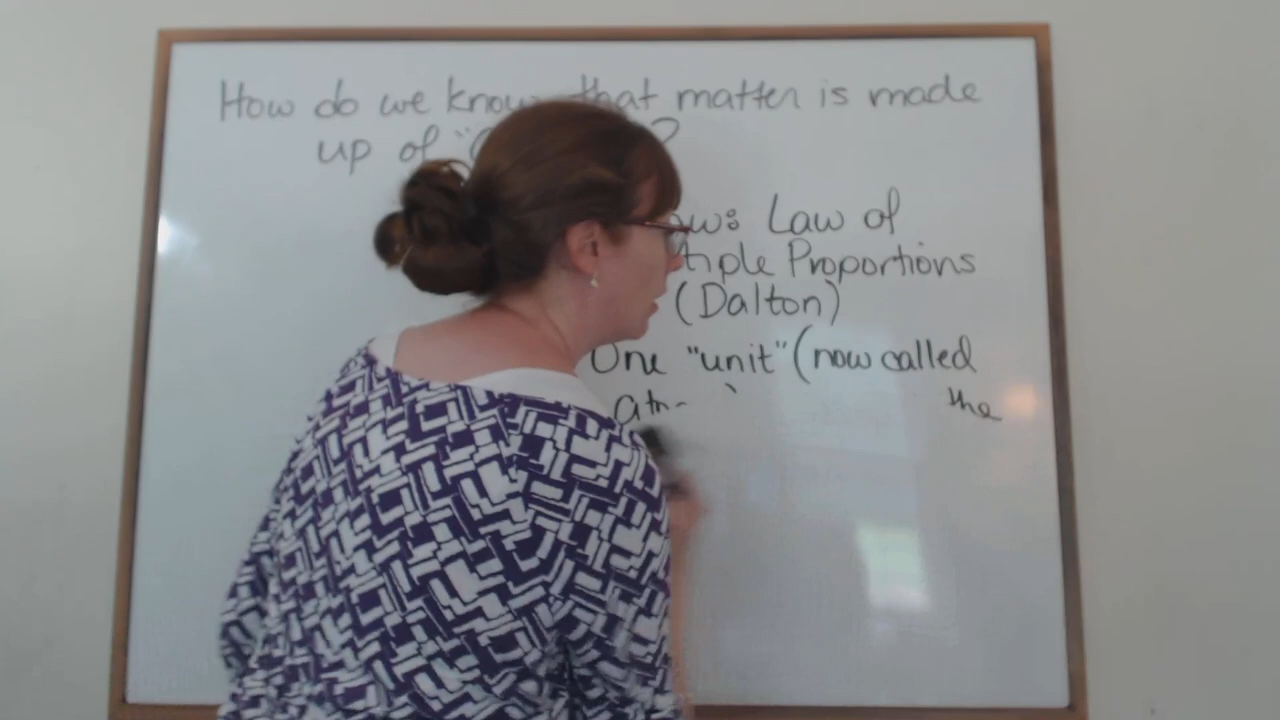 How do we know that matter is made
up of ?
Law of
Proportions
(Dalton)
One "unit" (now called
the